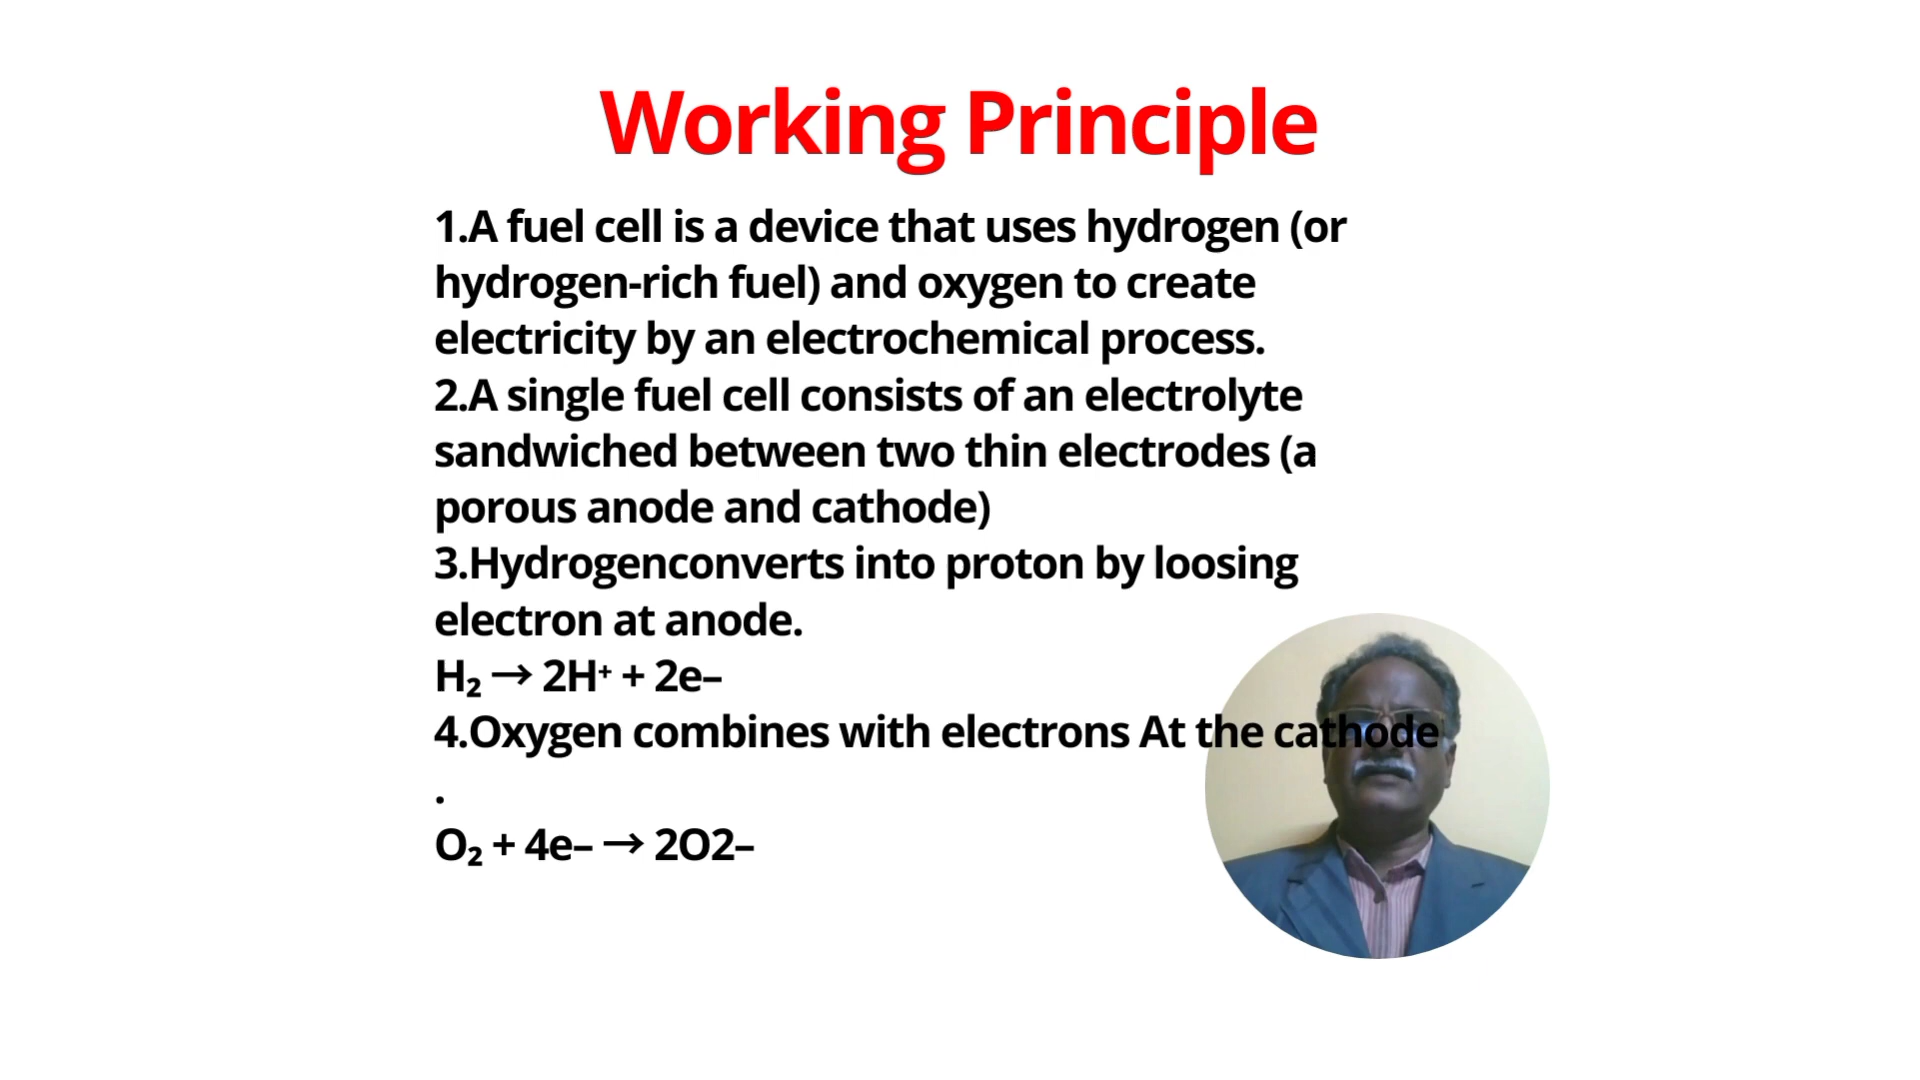 Working Principle
1.A fuel cell is a device that uses hydrogen (or
hydrogen-rich fuel) and oxygen to create
electricity by an electrochemical process.
2.A single fuel cell consists of an electrolyte
sandwiched between two thin electrodes (a
porous anode and cathode)
3.Hydrogenconverts into proton by loosing
electron at anode.
H₂ → 2H⁺ + 2e–
4.Oxygen combines with electrons At the cathode
.
O₂ + 4e– → 2O2–